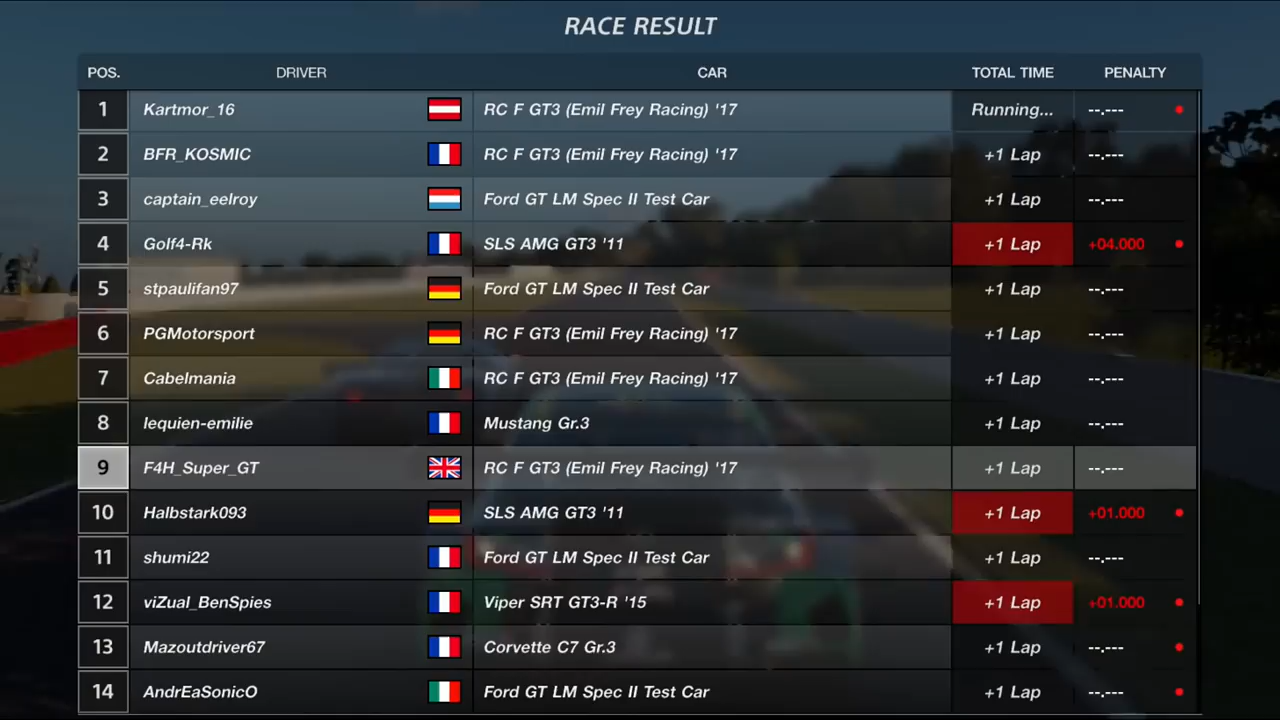 RACE RESULT
POS. DRIVER CAR TOTAL TIME PENALTY
1 Kartmor_16 RC F GT3 (Emil Frey Racing) '17 Running... --.---
2 BFR_KOSMIC RC F GT3 (Emil Frey Racing) '17 +1 Lap --.---
3 captain_eelroy Ford GT LM Spec II Test Car +1 Lap --.---
4 Golf4-Rk SLS AMG GT3 '11 +1 Lap +04.000
5 stpaulifan97 Ford GT LM Spec II Test Car +1 Lap --.---
6 PGMotorsport RC F GT3 (Emil Frey Racing) '17 +1 Lap --.---
7 Cabelmania RC F GT3 (Emil Frey Racing) '17 +1 Lap --.---
8 lequien-emilie Mustang Gr.3 +1 Lap --.---
9 F4H_Super_GT RC F GT3 (Emil Frey Racing) '17 +1 Lap --.---
10 Halbstark093 SLS AMG GT3 '11 +1 Lap +01.000
11 shumi22 Ford GT LM Spec II Test Car +1 Lap --.---
12 viZual_BenSpies Viper SRT GT3-R '15 +1 Lap +01.000
13 Mazoutdriver67 Corvette C7 Gr.3 +1 Lap --.---
14 AndrEaSonicO Ford GT LM Spec II Test Car +1 Lap --.---